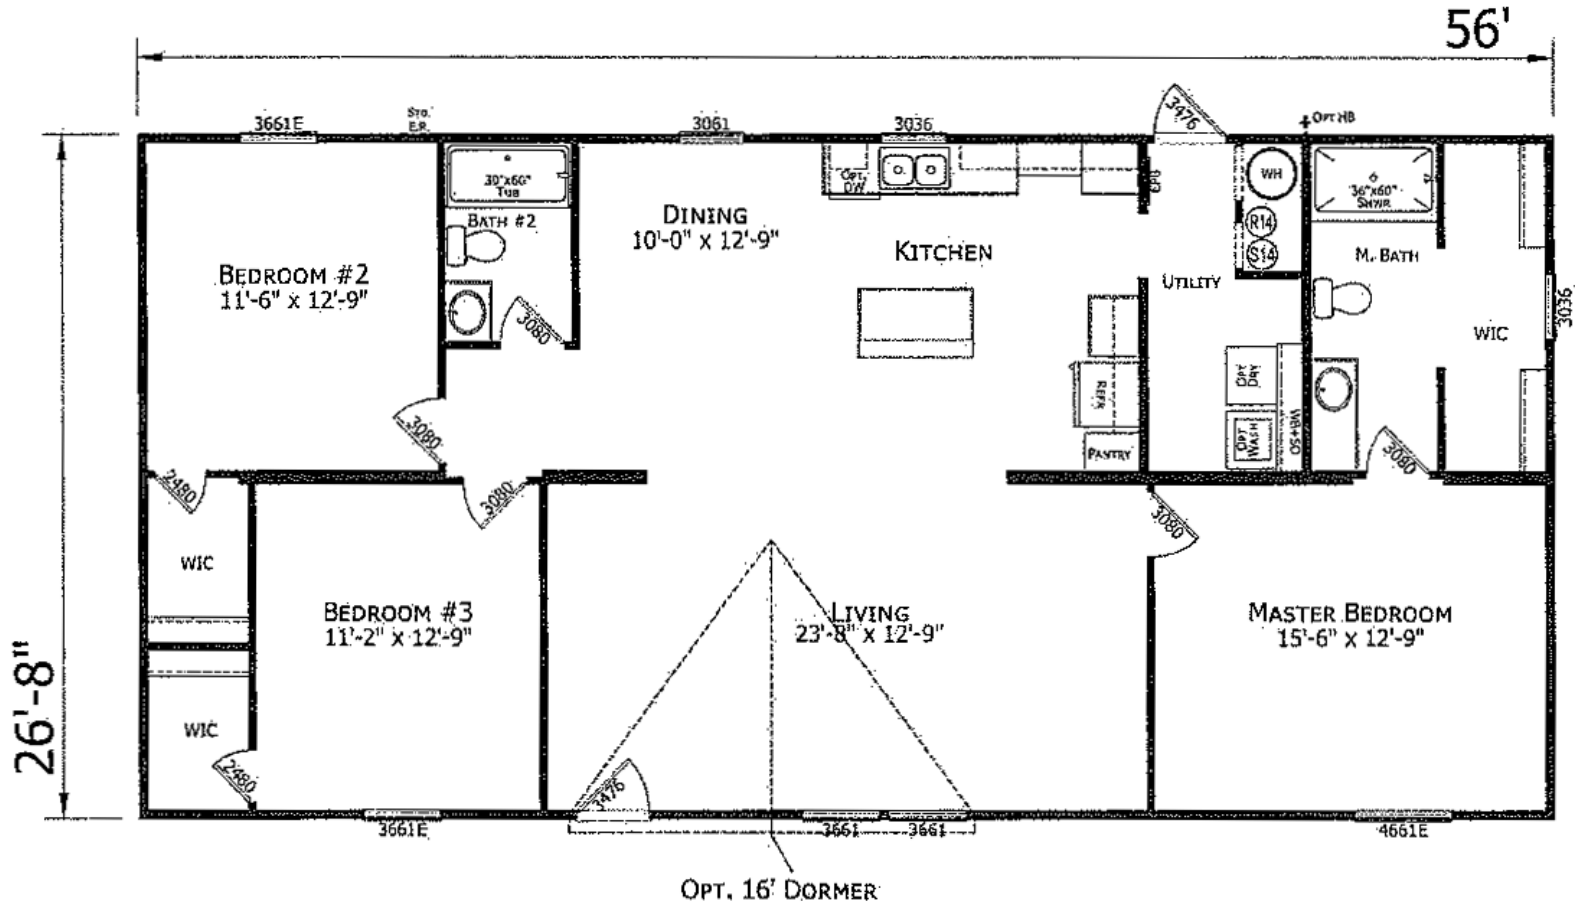 56'
3661E
STD.
E.R.
3061
3036
3476
OPT HB
30"x60"
TUB
BATH #2
OPT.
DW
EPB
WH
36"x60"
SHWR
R14
S14
DINING
10'-0" x 12'-9"
KITCHEN
M. BATH
BEDROOM #2
11'-6" x 12'-9"
UTILITY
3080
3036
WIC
OPT
DRY
REFR
3080
OPT
WASH
WB+SO
PANTRY
3080
2480
3080
3080
WIC
BEDROOM #3
11'-2" x 12'-9"
LIVING
23'-8" x 12'-9"
MASTER BEDROOM
15'-6" x 12'-9"
26'-8"
WIC
2480
3476
3661E
3661
3661
4661E
OPT. 16' DORMER